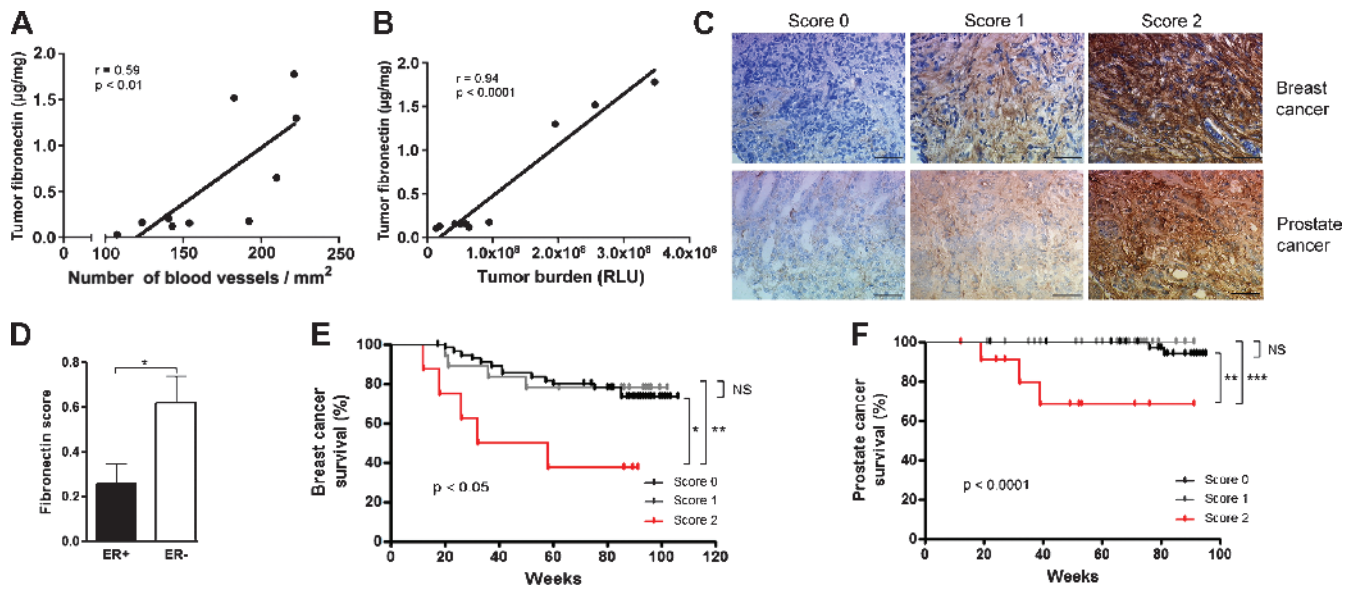 A
Tumor fibronectin (µg/mg)
2.0
1.5
1.0
0.5
0.0
r = 0.59
p < 0.01
0
100
150
200
250
Number of blood vessels / mm²
B
Tumor fibronectin (µg/mg)
2.0
1.5
1.0
0.5
0.0
r = 0.94
p < 0.0001
0
1.0x10⁸
2.0x10⁸
3.0x10⁸
4.0x10⁸
Tumor burden (RLU)
C
Score 0
Score 1
Score 2
Breast
cancer
Prostate
cancer
D
Fibronectin score
0.8
0.6
0.4
0.2
0.0
*
ER+
ER-
E
Breast cancer
survival (%)
100
80
60
40
20
0
p < 0.05
NS
*
**
Score 0
Score 1
Score 2
0
20
40
60
80
100
120
Weeks
F
Prostate cancer
survival (%)
100
80
60
40
20
0
p < 0.0001
NS
**
***
Score 0
Score 1
Score 2
0
20
40
60
80
100
Weeks